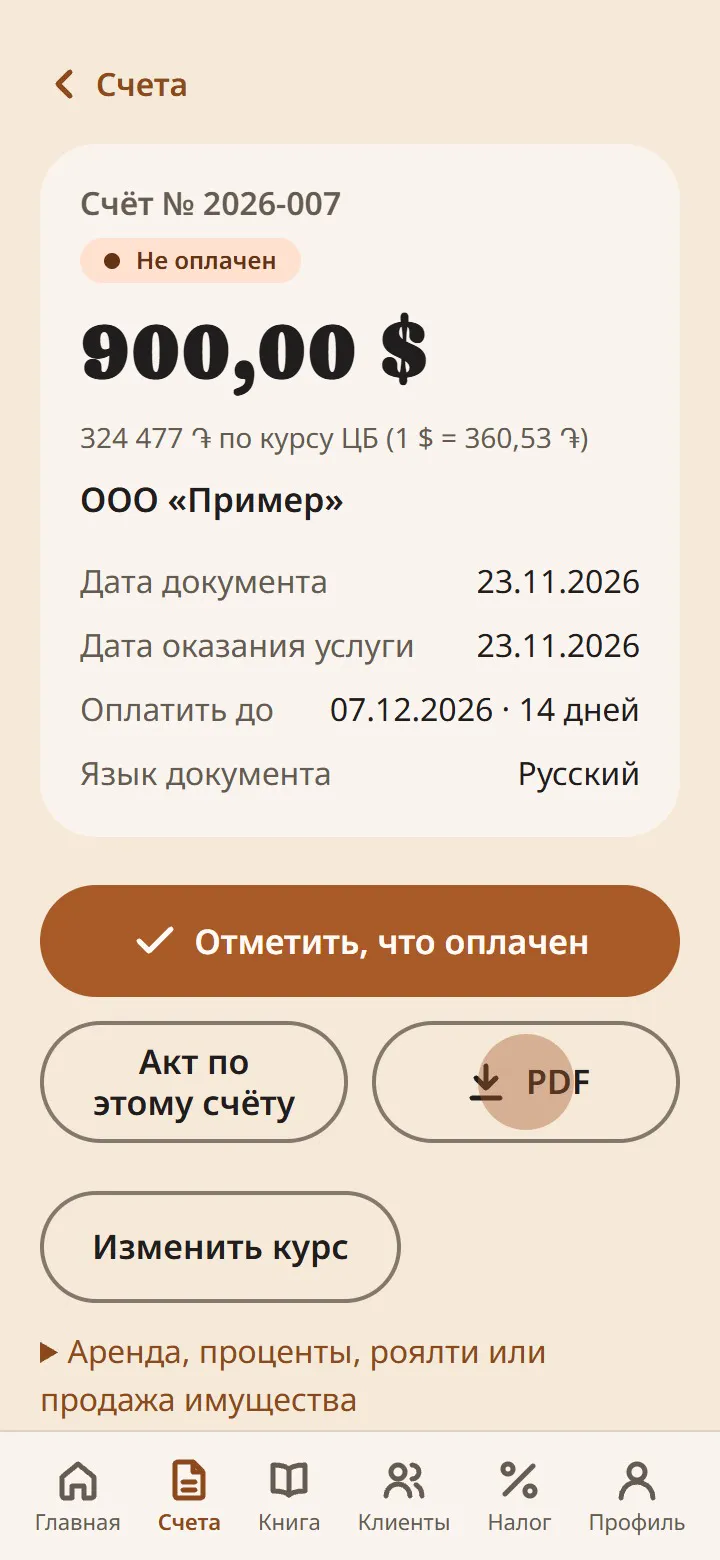 Счета
Счёт № 2026-007
Не оплачен
900,00 $
324 477 ֏ по курсу ЦБ (1 $ = 360,53 ֏)
ООО «Пример»
Дата документа 23.11.2026
Дата оказания услуги 23.11.2026
Оплатить до 07.12.2026 · 14 дней
Язык документа Русский
Отметить, что оплачен
Акт по
этому счёту
PDF
Изменить курс
Аренда, проценты, роялти или
продажа имущества
Главная Счета Книга Клиенты Налог Профиль